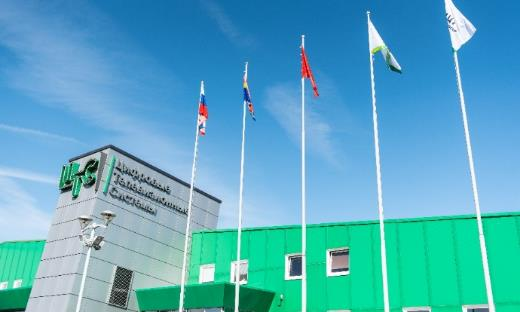 ЦТС
Цифровые
Телевизионные
Системы